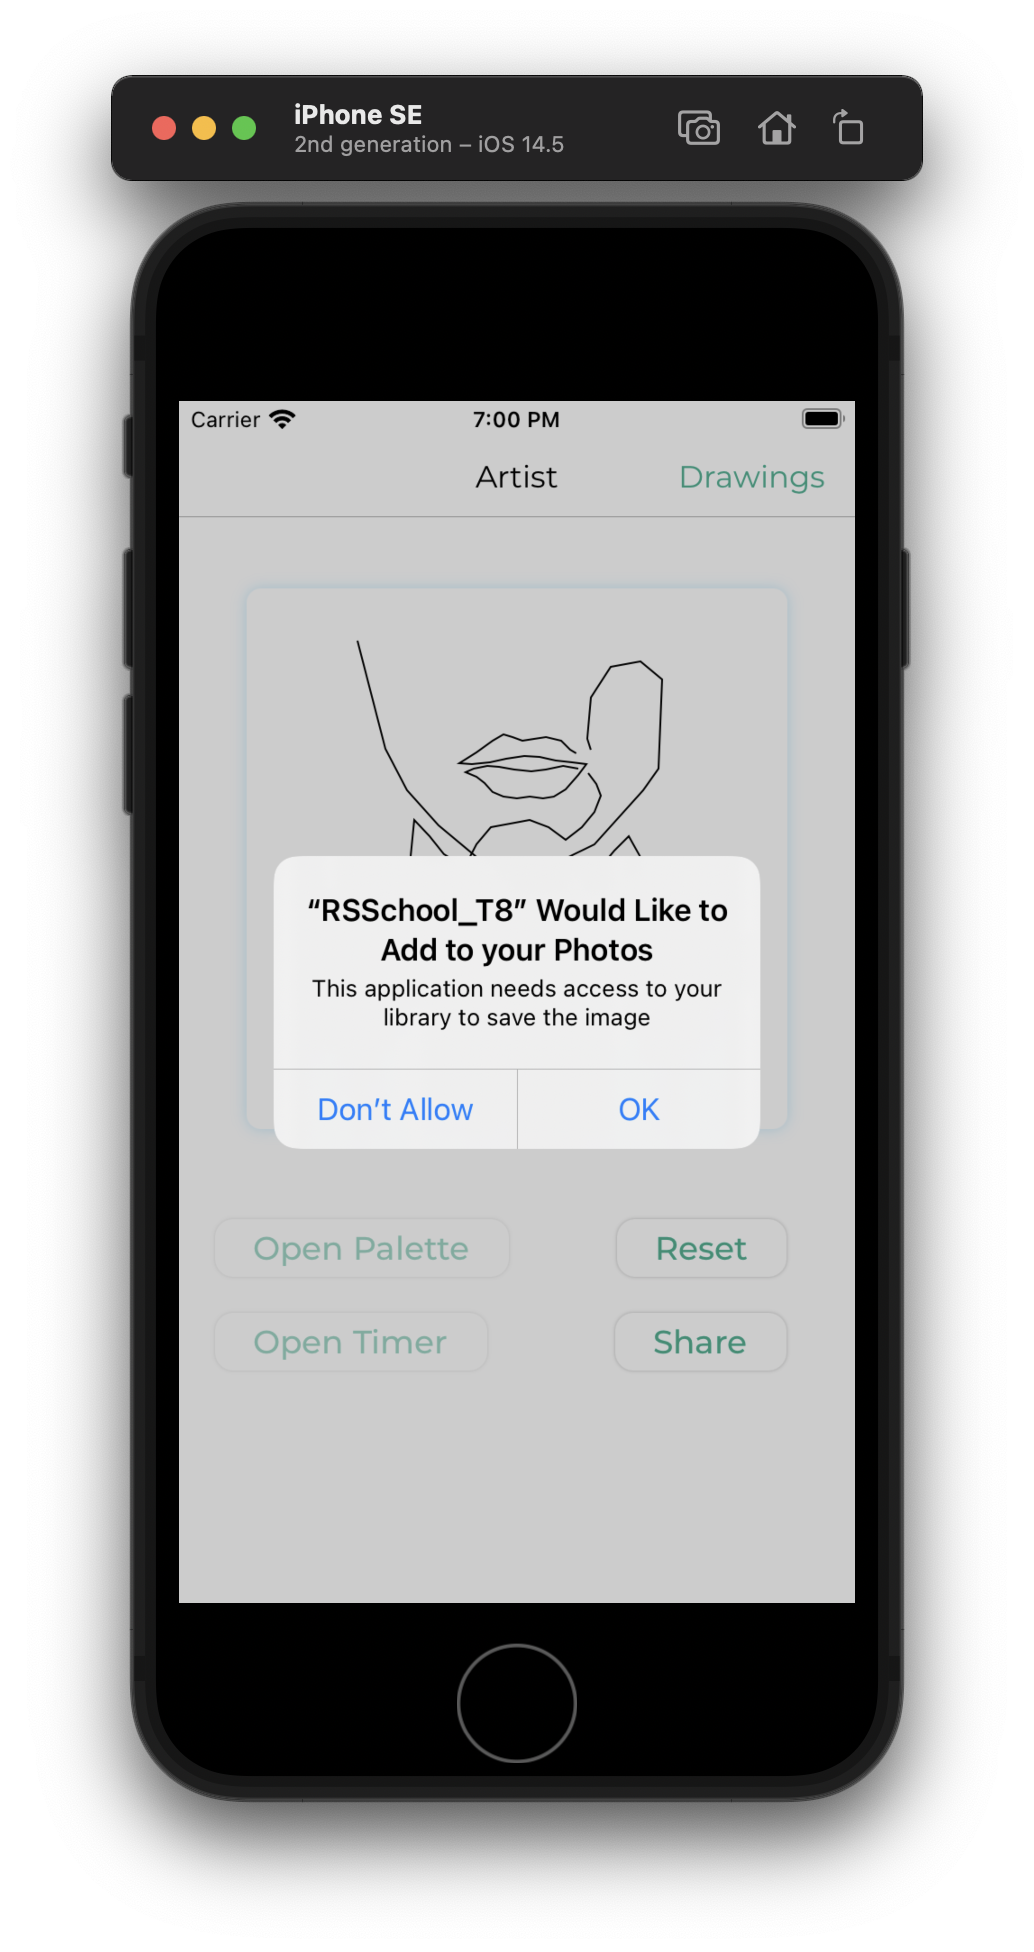 iPhone SE
2nd generation – iOS 14.5
Carrier 7:00 PM
Artist Drawings
“RSSchool_T8” Would Like to
Add to your Photos
This application needs access to your
library to save the image
Don’t Allow OK
Open Palette Reset
Open Timer Share